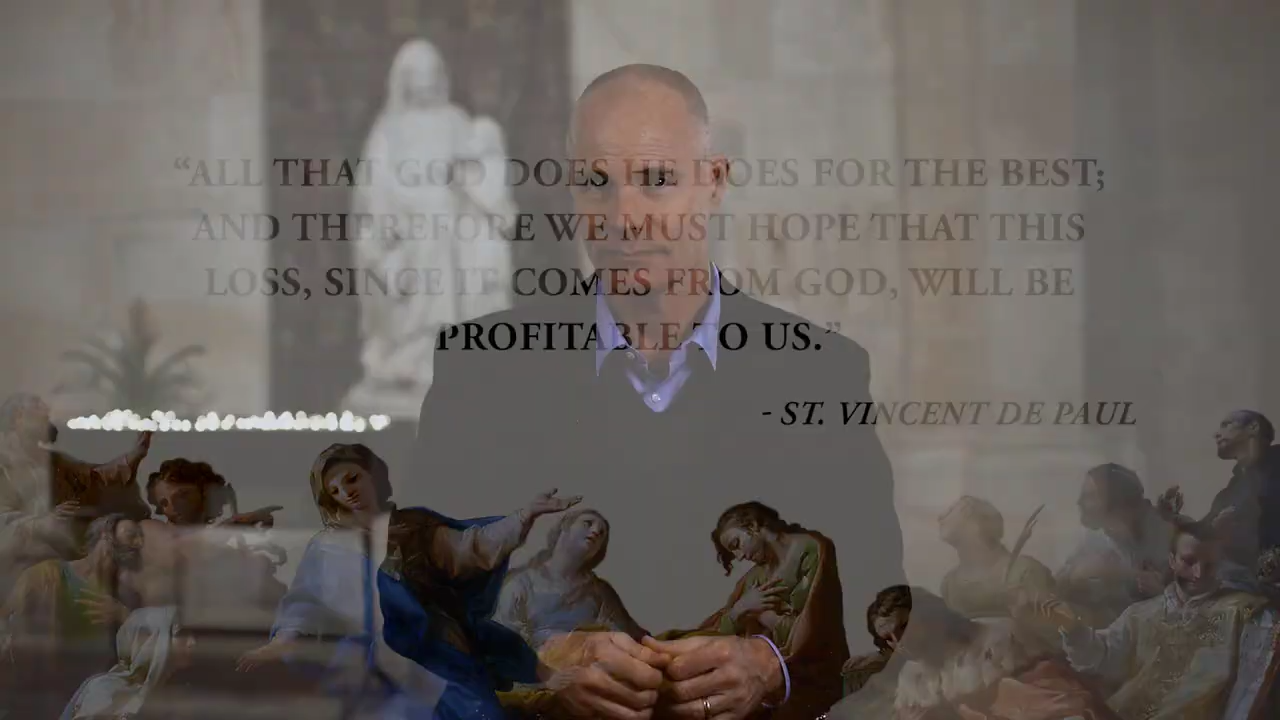 “ALL THAT GOD DOES HE DOES FOR THE BEST;
AND THEREFORE WE MUST HOPE THAT THIS
LOSS, SINCE IT COMES FROM GOD, WILL BE
PROFITABLE TO US.”
- ST. VINCENT DE PAUL